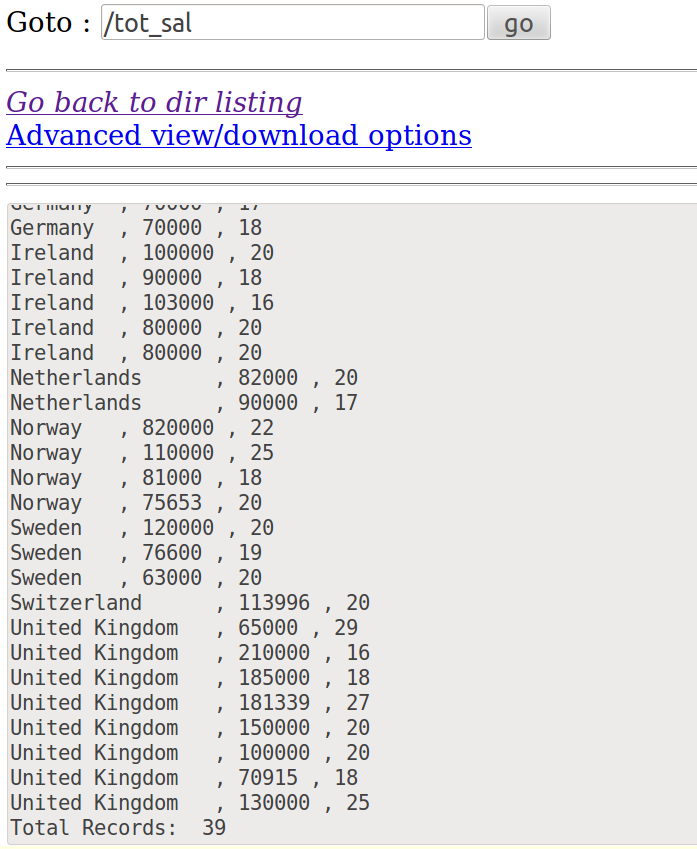 Goto : /tot_sal go
Go back to dir listing
Advanced view/download options
Germany , 70000 , 17
Germany , 70000 , 18
Ireland , 100000 , 20
Ireland , 90000 , 18
Ireland , 103000 , 16
Ireland , 80000 , 20
Ireland , 80000 , 20
Netherlands , 82000 , 20
Netherlands , 90000 , 17
Norway , 820000 , 22
Norway , 110000 , 25
Norway , 81000 , 18
Norway , 75653 , 20
Sweden , 120000 , 20
Sweden , 76600 , 19
Sweden , 63000 , 20
Switzerland , 113996 , 20
United Kingdom , 65000 , 29
United Kingdom , 210000 , 16
United Kingdom , 185000 , 18
United Kingdom , 181339 , 27
United Kingdom , 150000 , 20
United Kingdom , 100000 , 20
United Kingdom , 70915 , 18
United Kingdom , 130000 , 25
Total Records: 39